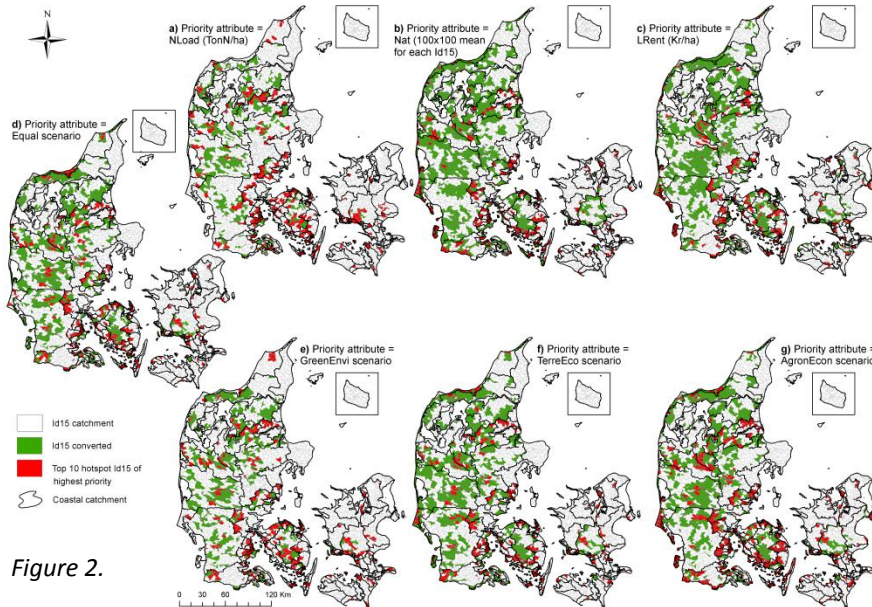 N
a) Priority attribute =
NLoad (TonN/ha)
b) Priority attribute =
Nat (100x100 mean
for each Id15)
c) Priority attribute =
LRent (Kr/ha)
d) Priority attribute =
Equal scenario
e) Priority attribute =
GreenEnvi scenario
f) Priority attribute =
TerreEco scenario
g) Priority attribute =
AgronEcon scenario
Id15 catchment
Id15 converted
Top 10 hotspot Id15 of
highest priority
Coastal catchment
Figure 2.
0 30 60 120 Km